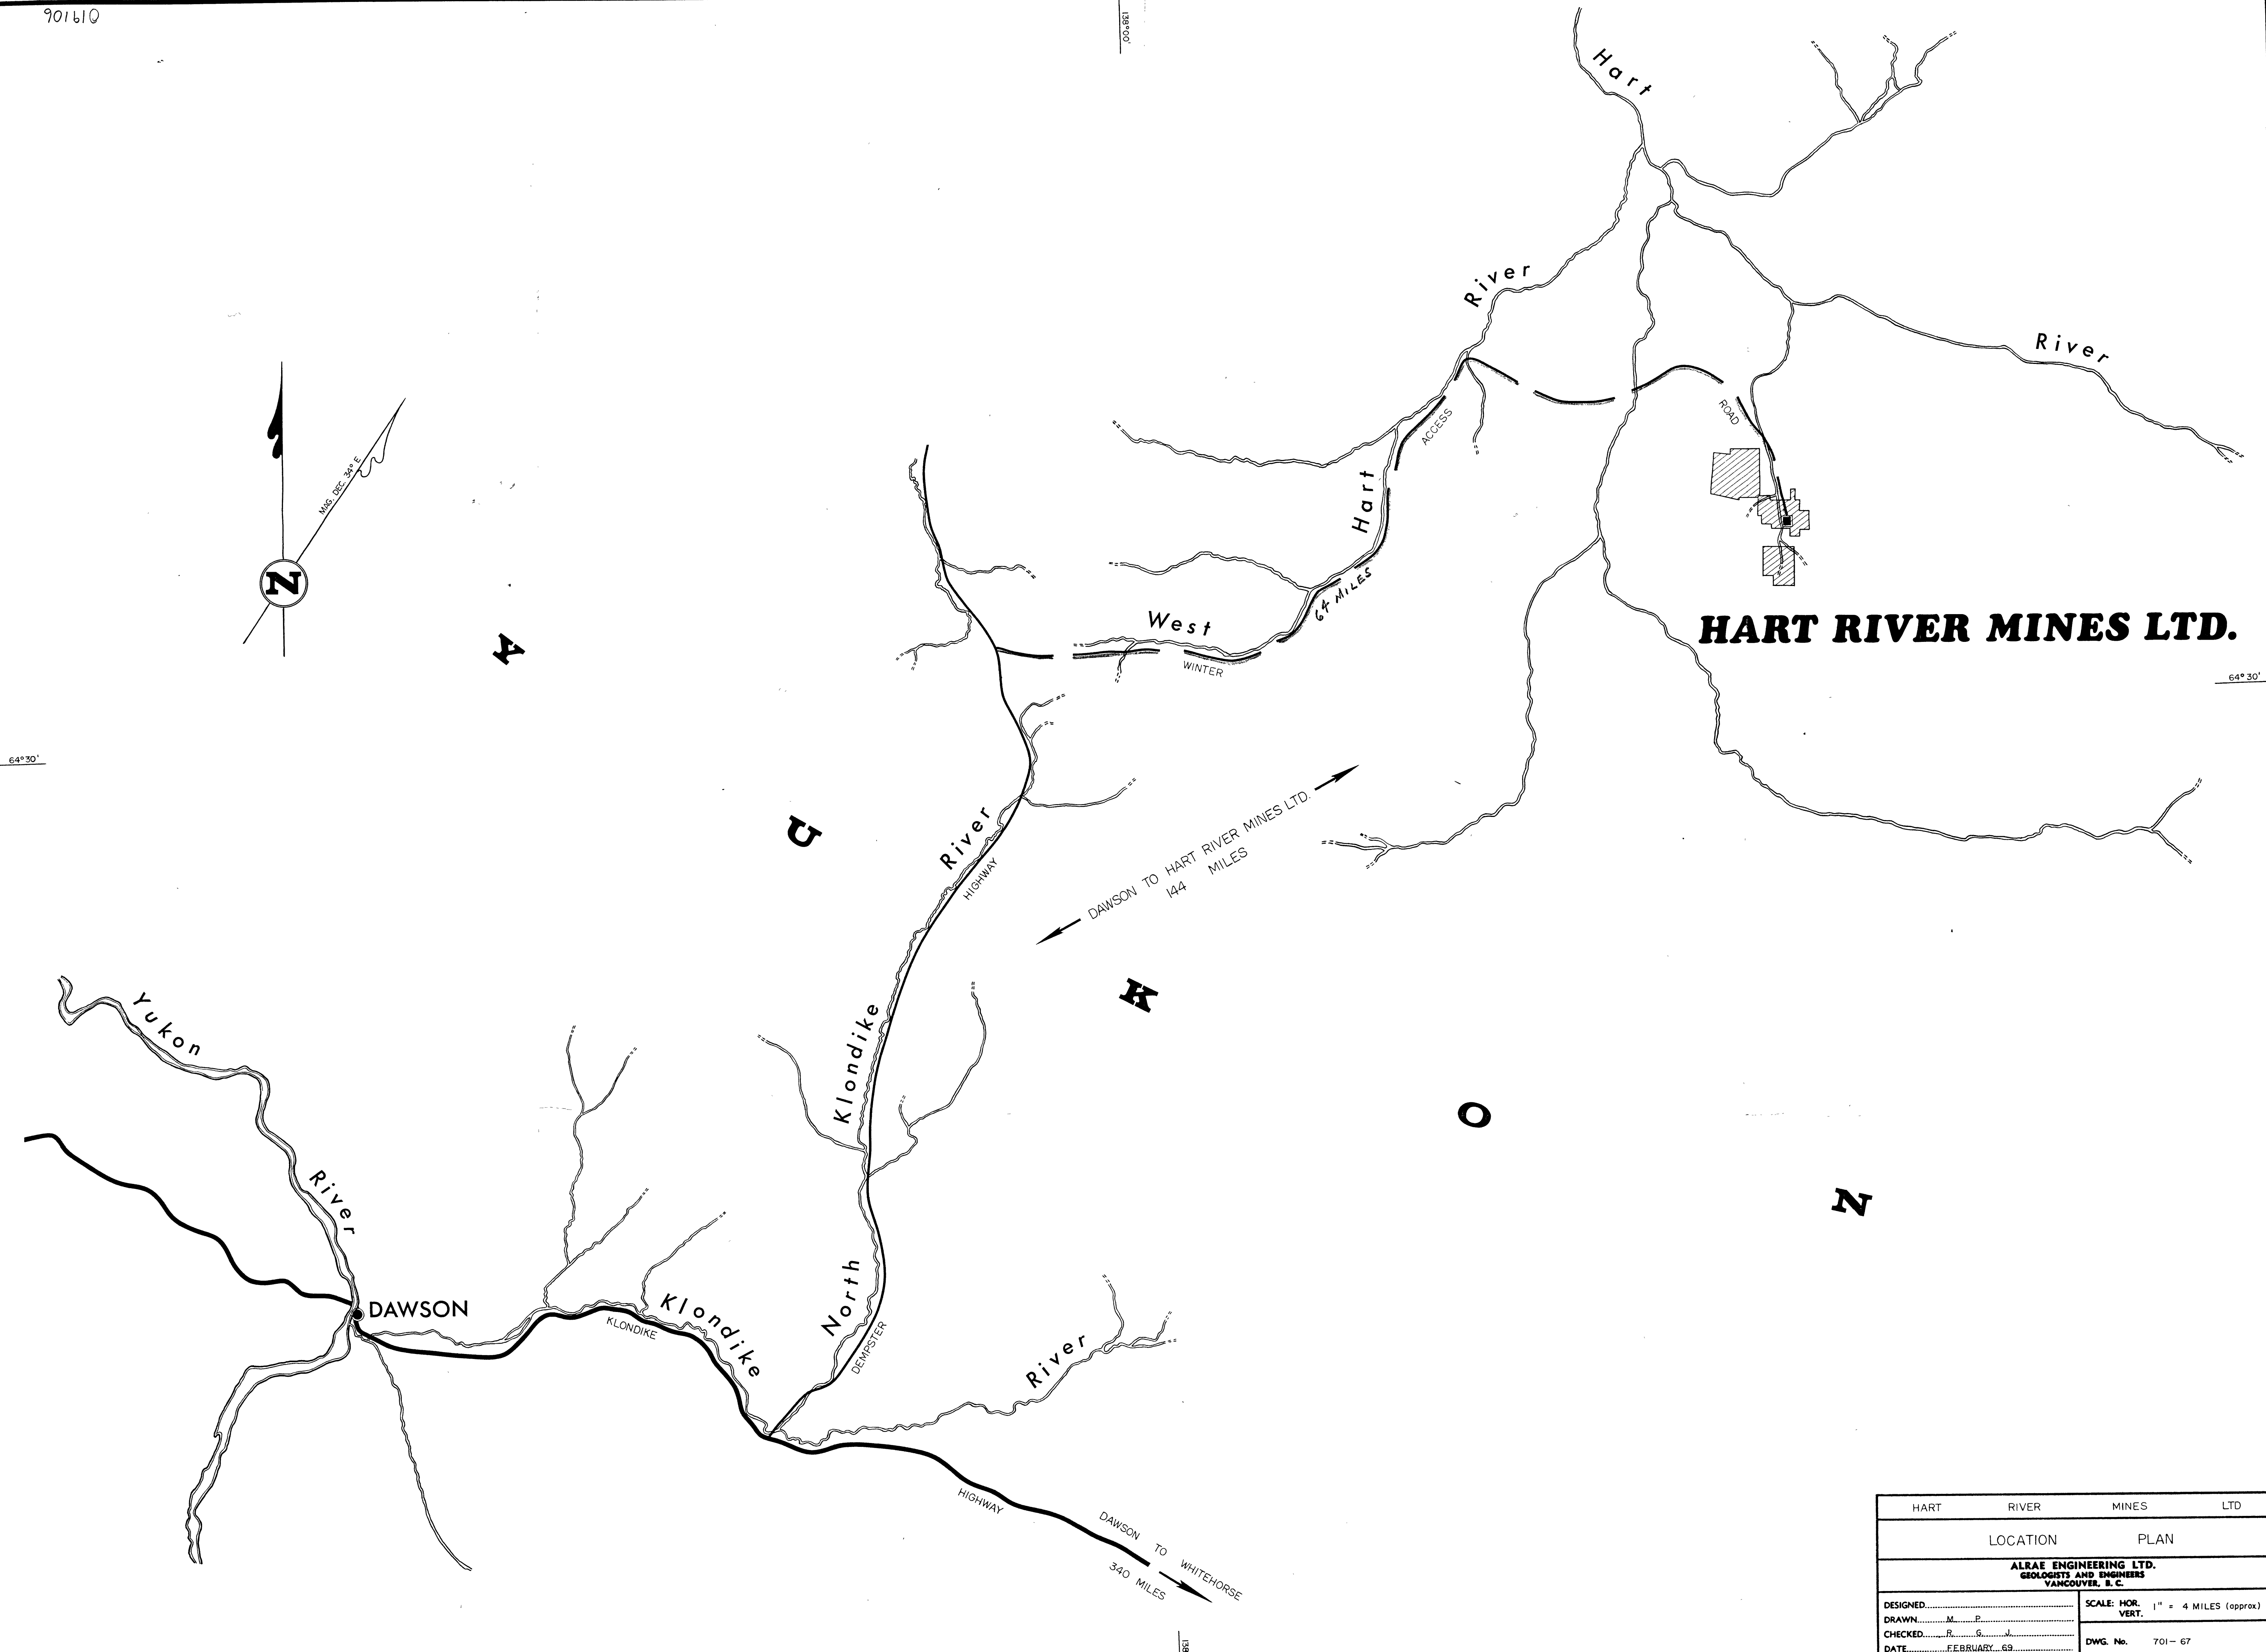 901610
138°00'
Hart
River
River
MAG. DEC. 34° E
N
ACCESS
ROAD
Hart
64 MILES
West
WINTER
HART RIVER MINES LTD.
64°30'
64°30'
Y
U
K
O
N
River
HIGHWAY
DAWSON TO HART RIVER MINES LTD.
144 MILES
Yukon
River
Klondike
North
DEMPSTER
DAWSON
KLONDIKE
Klondike
River
HIGHWAY
DAWSON TO WHITEHORSE
340 MILES
138
HART RIVER MINES LTD
LOCATION PLAN
ALRAE ENGINEERING LTD.
GEOLOGISTS AND ENGINEERS
VANCOUVER, B. C.
DESIGNED
DRAWN M. P.
CHECKED R. G. J.
DATE FEBRUARY 69
SCALE: HOR. 1" = 4 MILES (approx)
VERT.
DWG. No. 701-67